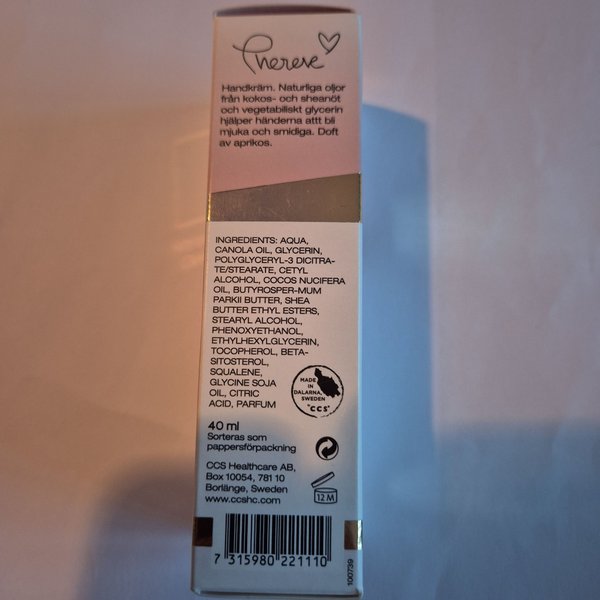 Therese
Handkräm. Naturliga oljor
från kokos- och sheanöt
och vegetabiliskt glycerin
hjälper händerna attt bli
mjuka och smidiga. Doft
av aprikos.
INGREDIENTS: AQUA,
CANOLA OIL, GLYCERIN,
POLYGLYCERYL-3 DICITRA-
TE/STEARATE, CETYL
ALCOHOL, COCOS NUCIFERA
OIL, BUTYROSPER-MUM
PARKII BUTTER, SHEA
BUTTER ETHYL ESTERS,
STEARYL ALCOHOL,
PHENOXYETHANOL,
ETHYLHEXYLGLYCERIN,
TOCOPHEROL, BETA-
SITOSTEROL,
SQUALENE,
GLYCINE SOJA
OIL, CITRIC
ACID, PARFUM
MADE
IN
DALARNA,
SWEDEN
"CCS"
40 ml
Sorteras som
pappersförpackning
CCS Healthcare AB,
Box 10054, 781 10
Borlänge, Sweden
www.ccshc.com
12 M
7 315980 221110
100739